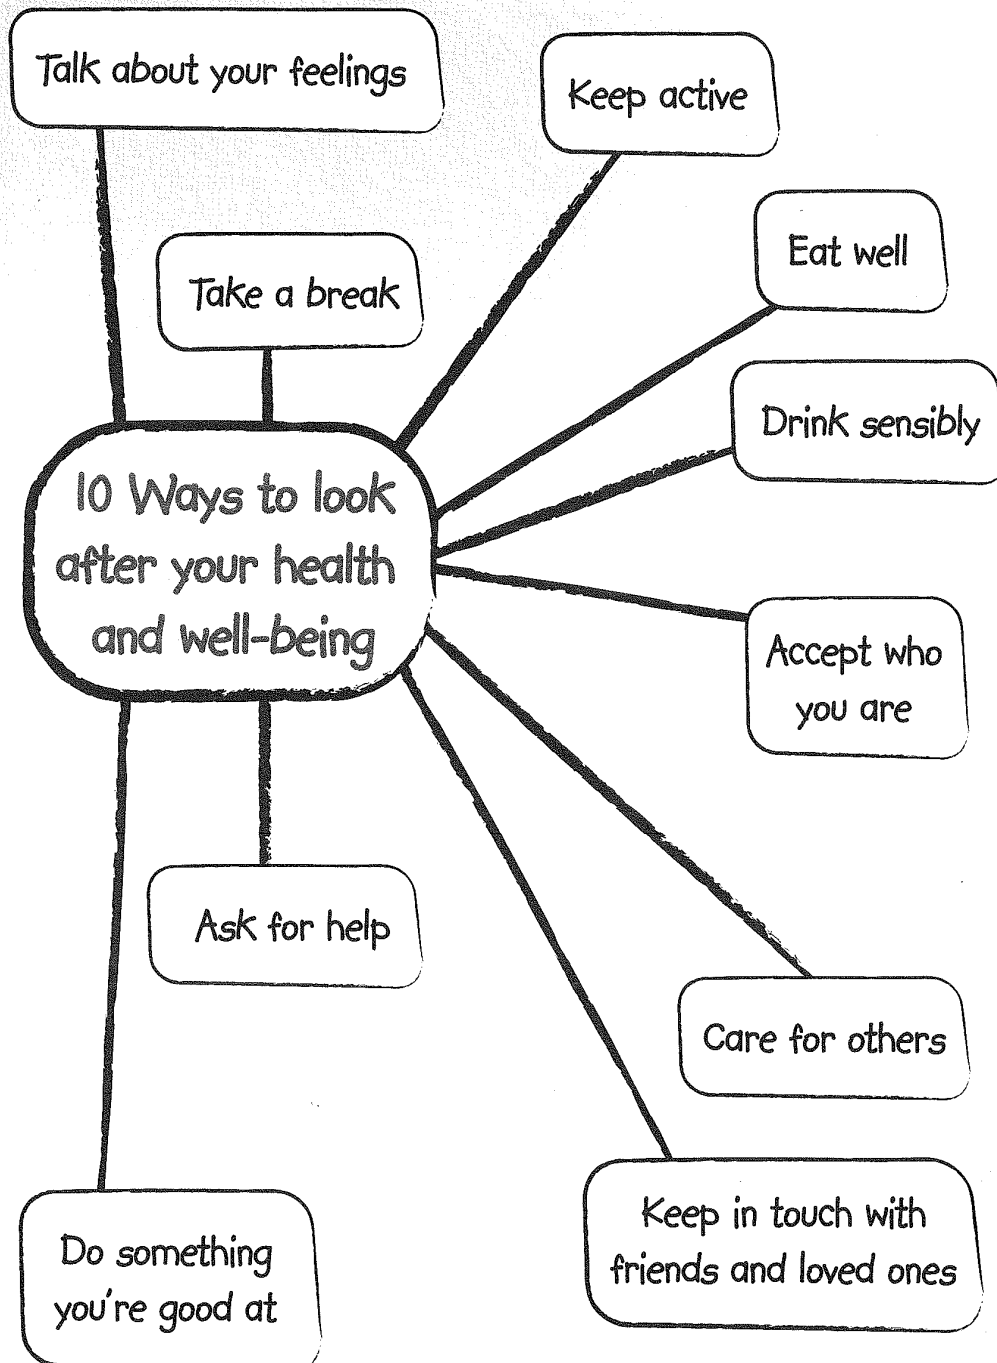 Talk about your feelings
Keep active
Eat well
Take a break
Drink sensibly
10 Ways to look
after your health
and well-being
Accept who
you are
Ask for help
Care for others
Keep in touch with
friends and loved ones
Do something
you're good at